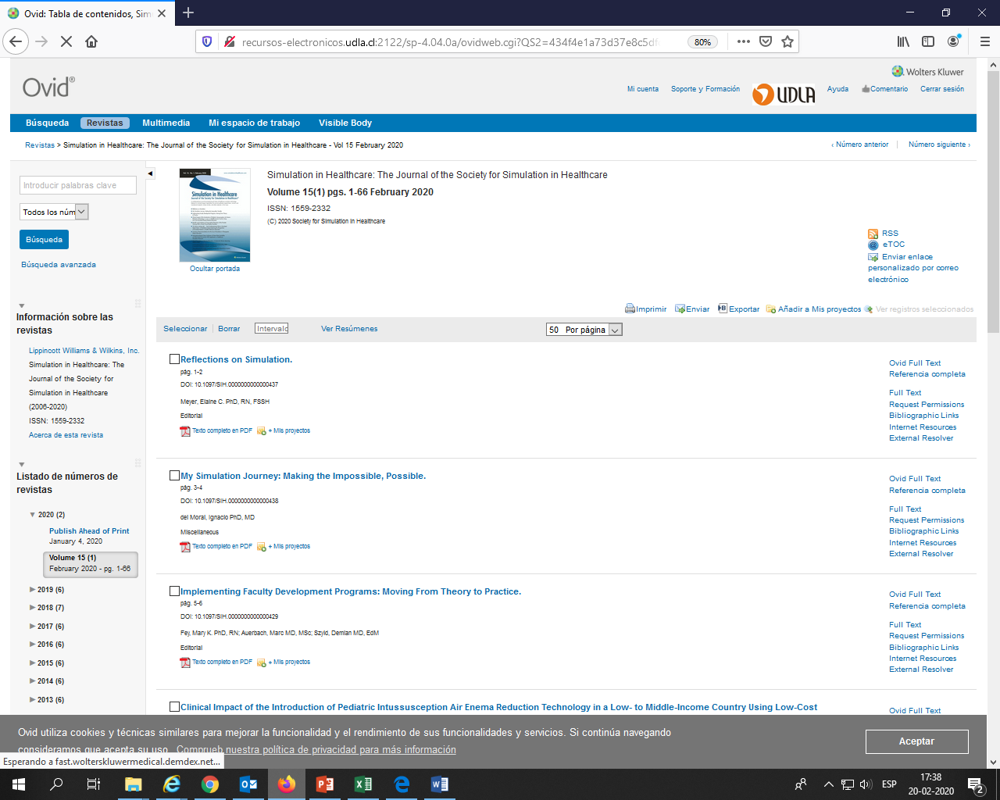 Ovid: Tabla de contenidos, Sim
recursos-electronicos.udla.cl:2122/sp-4.04.0a/ovidweb.cgi?QS2=434f4e1a73d37e8c5df
80%
Wolters Kluwer
Ovid®
Mi cuenta
Soporte y Formación
UDLA
Ayuda
Comentario
Cerrar sesión
Búsqueda
Revistas
Multimedia
Mi espacio de trabajo
Visible Body
Revistas > Simulation in Healthcare: The Journal of the Society for Simulation in Healthcare - Vol 15 February 2020
‹ Número anterior
Número siguiente ›
Introducir palabras clave
Todos los núm
Búsqueda
Búsqueda avanzada
Información sobre las
revistas
Lippincott Williams & Wilkins, Inc.
Simulation in Healthcare: The
Journal of the Society for
Simulation in Healthcare
(2006-2020)
ISSN: 1559-2332
Acerca de esta revista
Listado de números de
revistas
2020 (2)
Publish Ahead of Print
January 4, 2020
Volume 15 (1)
February 2020 - pg. 1-66
2019 (6)
2018 (7)
2017 (6)
2016 (6)
2015 (6)
2014 (6)
2013 (6)
Simulation in Healthcare
Ocultar portada
Simulation in Healthcare: The Journal of the Society for Simulation in Healthcare
Volume 15(1) pgs. 1-66 February 2020
ISSN: 1559-2332
(C) 2020 Society for Simulation in Healthcare
RSS
eTOC
Enviar enlace
personalizado por correo
electrónico
Imprimir
Enviar
Exportar
Añadir a Mis proyectos
Ver registros seleccionados
Seleccionar
Borrar
Intervalo
Ver Resúmenes
50 Por página
Reflections on Simulation.
pág. 1-2
DOI: 10.1097/SIH.0000000000000437
Meyer, Elaine C. PhD, RN, FSSH
Editorial
Texto completo en PDF
+ Mis proyectos
Ovid Full Text
Referencia completa
Full Text
Request Permissions
Bibliographic Links
Internet Resources
External Resolver
My Simulation Journey: Making the Impossible, Possible.
pág. 3-4
DOI: 10.1097/SIH.0000000000000438
del Moral, Ignacio PhD, MD
Miscellaneous
Texto completo en PDF
+ Mis proyectos
Ovid Full Text
Referencia completa
Full Text
Request Permissions
Bibliographic Links
Internet Resources
External Resolver
Implementing Faculty Development Programs: Moving From Theory to Practice.
pág. 5-6
DOI: 10.1097/SIH.0000000000000429
Fey, Mary K. PhD, RN; Auerbach, Marc MD, MSc; Szyld, Demian MD, EdM
Editorial
Texto completo en PDF
+ Mis proyectos
Ovid Full Text
Referencia completa
Full Text
Request Permissions
Bibliographic Links
Internet Resources
External Resolver
Clinical Impact of the Introduction of Pediatric Intussusception Air Enema Reduction Technology in a Low- to Middle-Income Country Using Low-Cost
Ovid Full Text
Ovid utiliza cookies y técnicas similares para mejorar la funcionalidad y el rendimiento de sus funcionalidades y servicios. Si continúa navegando
consideramos que acepta su uso. Comprueb nuestra política de privacidad para más información
Aceptar
Esperando a fast.wolterskluwermedical.demdex.net...
ESP
17:38
20-02-2020
2